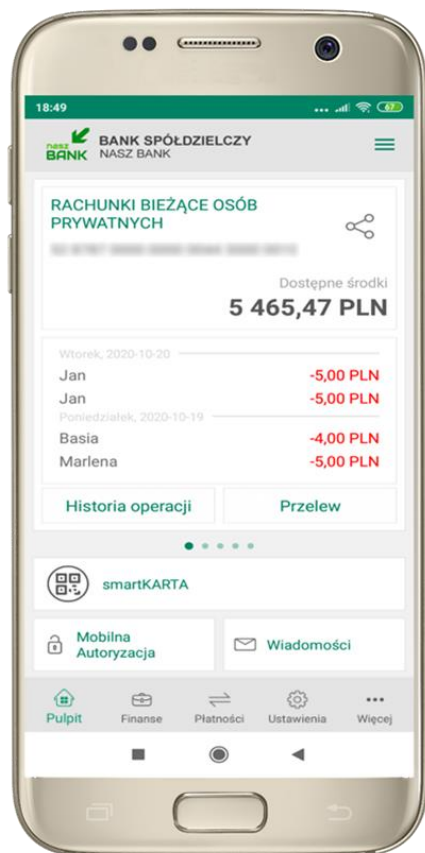 18:49
67
nasz BANK
BANK SPÓŁDZIELCZY
NASZ BANK
RACHUNKI BIEŻĄCE OSÓB
PRYWATNYCH
Dostępne środki
5 465,47 PLN
Wtorek, 2020-10-20
Jan -5,00 PLN
Jan -5,00 PLN
Poniedziałek, 2020-10-19
Basia -4,00 PLN
Marlena -5,00 PLN
Historia operacji Przelew
smartKARTA
Mobilna
Autoryzacja
Wiadomości
Pulpit Finanse Płatności Ustawienia Więcej